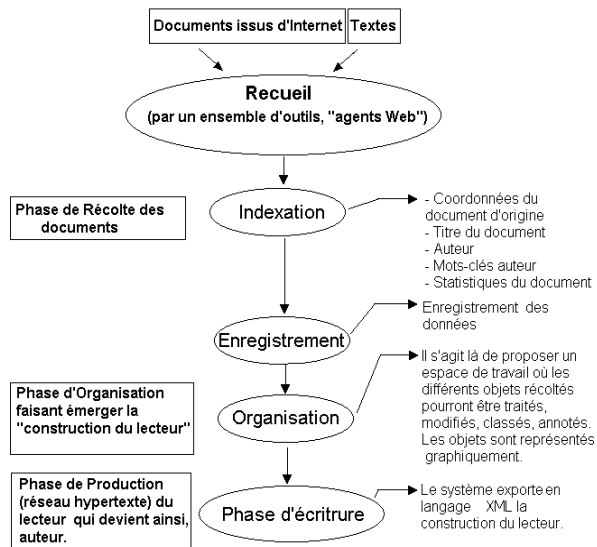 Documents issus d'Internet
Textes
Recueil
(par un ensemble d'outils, "agents Web")
Phase de Récolte des
documents
Indexation
- Coordonnées du
document d'origine
- Titre du document
- Auteur
- Mots-clés auteur
- Statistiques du document
Enregistrement
Enregistrement des
données
Phase d'Organisation
faisant émerger la
"construction du lecteur"
Organisation
Il s'agit là de proposer un
espace de travail où les
différents objets récoltés
pourront être traités,
modifiés, classés, annotés.
Les objets sont représentés
graphiquement.
Phase de Production
(réseau hypertexte) du
lecteur qui devient ainsi,
auteur.
Phase d'écritrure
Le système exporte en
langage XML la
construction du lecteur.